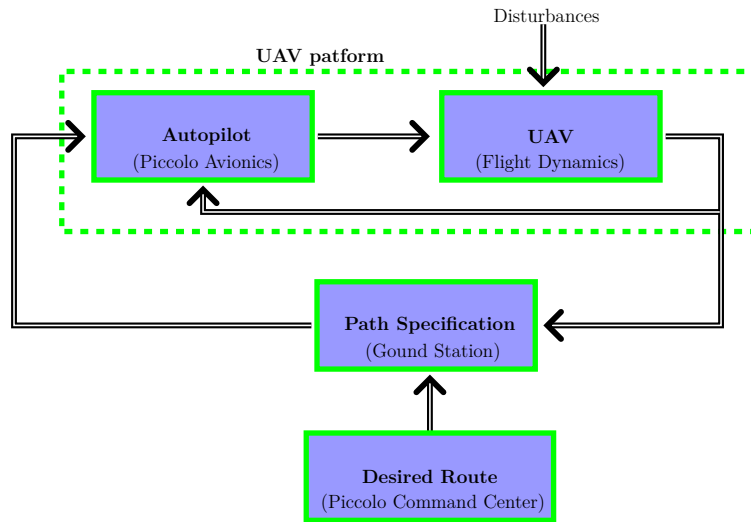 Disturbances
UAV patform
Autopilot
(Piccolo Avionics)
UAV
(Flight Dynamics)
Path Specification
(Gound Station)
Desired Route
(Piccolo Command Center)